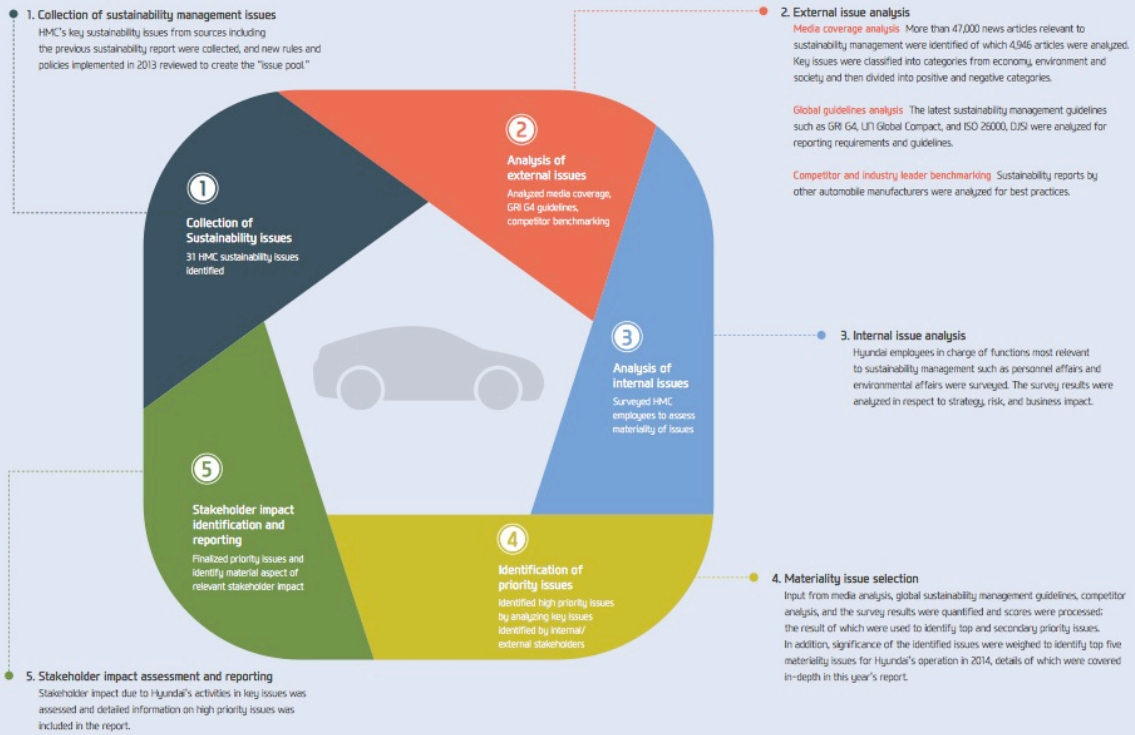 1. Collection of sustainability management issues
HMC's key sustainability issues from sources including
the previous sustainability report were collected, and new rules and
policies implemented in 2013 reviewed to create the "issue pool."
2. External issue analysis
Media coverage analysis More than 47,000 news articles relevant to
sustainability management were identified of which 4,946 articles were analyzed.
Key issues were classified into categories from economy, environment and
society and then divided into positive and negative categories.
Global guidelines analysis The latest sustainability management guidelines
such as GRI G4, UN Global Compact, and ISO 26000, DJSI were analyzed for
reporting requirements and guidelines.
Competitor and industry leader benchmarking Sustainability reports by
other automobile manufacturers were analyzed for best practices.
1
Collection of
Sustainability issues
31 HMC sustainability issues
identified
2
Analysis of
external issues
Analyzed media coverage,
GRI G4 guidelines,
competitor benchmarking
3
Analysis of
internal issues
Surveyed HMC
employees to assess
materiality of issues
3. Internal issue analysis
Hyundai employees in charge of functions most relevant
to sustainability management such as personnel affairs and
environmental affairs were surveyed. The survey results were
analyzed in respect to strategy, risk, and business impact.
5
Stakeholder impact
identification and
reporting
Finalized priority issues and
identify material aspect of
relevant stakeholder impact
4
Identification of
priority issues
Identified high priority issues
by analyzing key issues
identified by internal/
external stakeholders
4. Materiality issue selection
Input from media analysis, global sustainability management guidelines, competitor
analysis, and the survey results were quantified and scores were processed;
the result of which were used to identify top and secondary priority issues.
In addition, significance of the identified issues were weighed to identify top five
materiality issues for Hyundai's operation in 2014, details of which were covered
in-depth in this year's report.
5. Stakeholder impact assessment and reporting
Stakeholder impact due to Hyundai's activities in key issues was
assessed and detailed information on high priority issues was
included in the report.